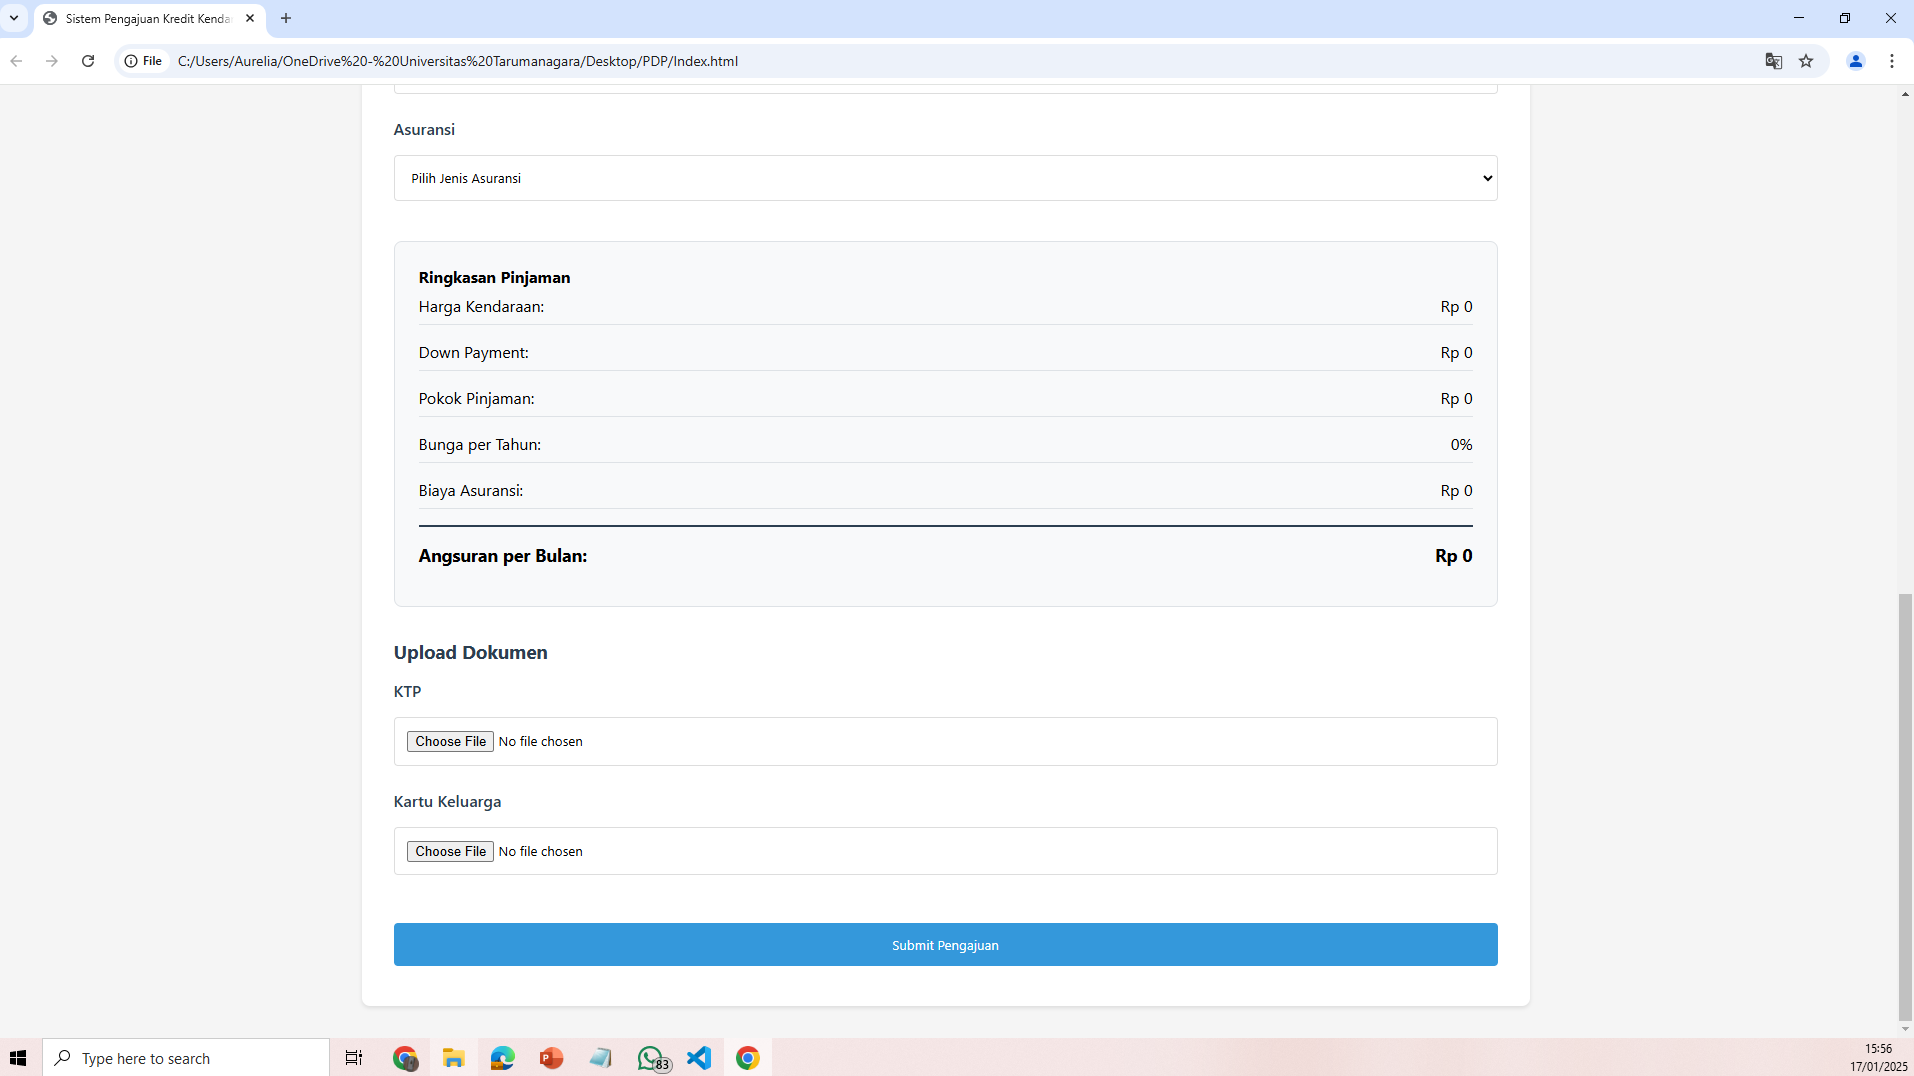 Sistem Pengajuan Kredit Kenda
File C:/Users/Aurelia/OneDrive%20-%20Universitas%20Tarumanagara/Desktop/PDP/Index.html
Asuransi
Pilih Jenis Asuransi
Ringkasan Pinjaman
Harga Kendaraan: Rp 0
Down Payment: Rp 0
Pokok Pinjaman: Rp 0
Bunga per Tahun: 0%
Biaya Asuransi: Rp 0
Angsuran per Bulan: Rp 0
Upload Dokumen
KTP
Choose File No file chosen
Kartu Keluarga
Choose File No file chosen
Submit Pengajuan
Type here to search
83
15:56
17/01/2025